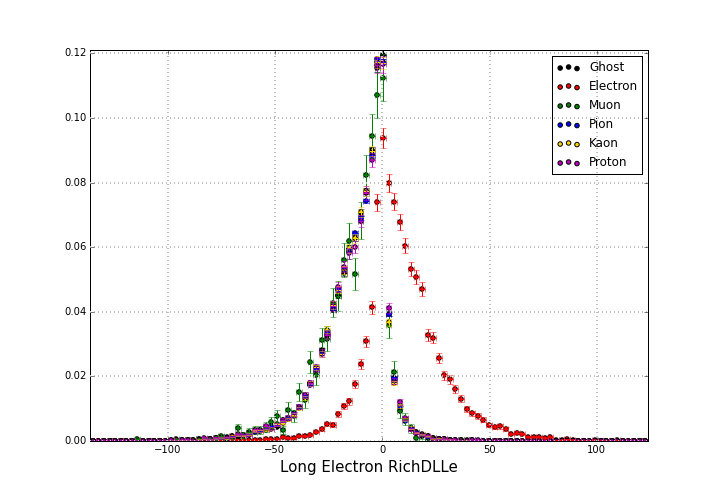 0.12
0.10
0.08
0.06
0.04
0.02
0.00
−100
−50
0
50
100
Long Electron RichDLLe
Ghost
Electron
Muon
Pion
Kaon
Proton